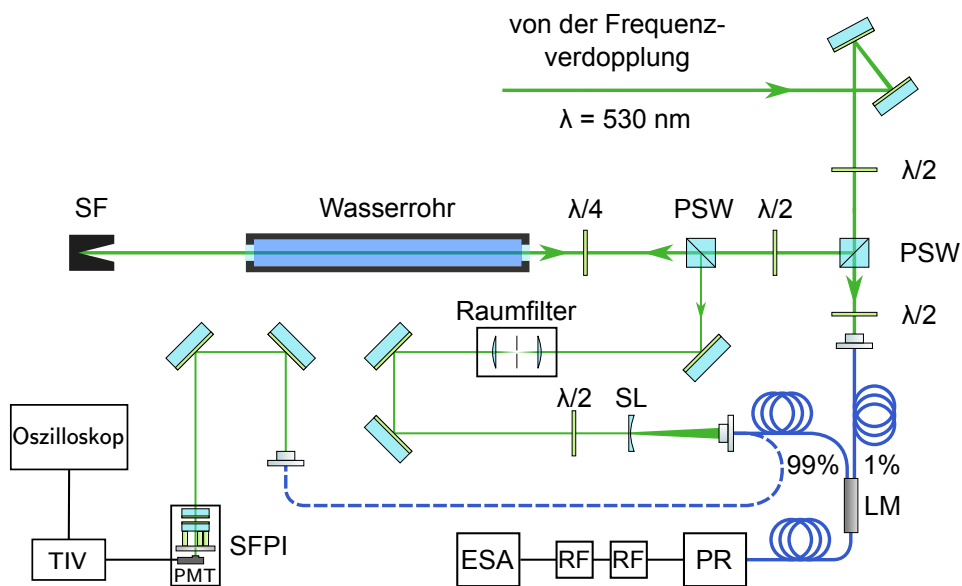 von der Frequenz-
verdopplung
λ = 530 nm
λ/2
SF
Wasserrohr
λ/4
PSW
λ/2
PSW
λ/2
Raumfilter
λ/2
SL
99%
1%
LM
Oszilloskop
TIV
SFPI
PMT
ESA
RF
RF
PR